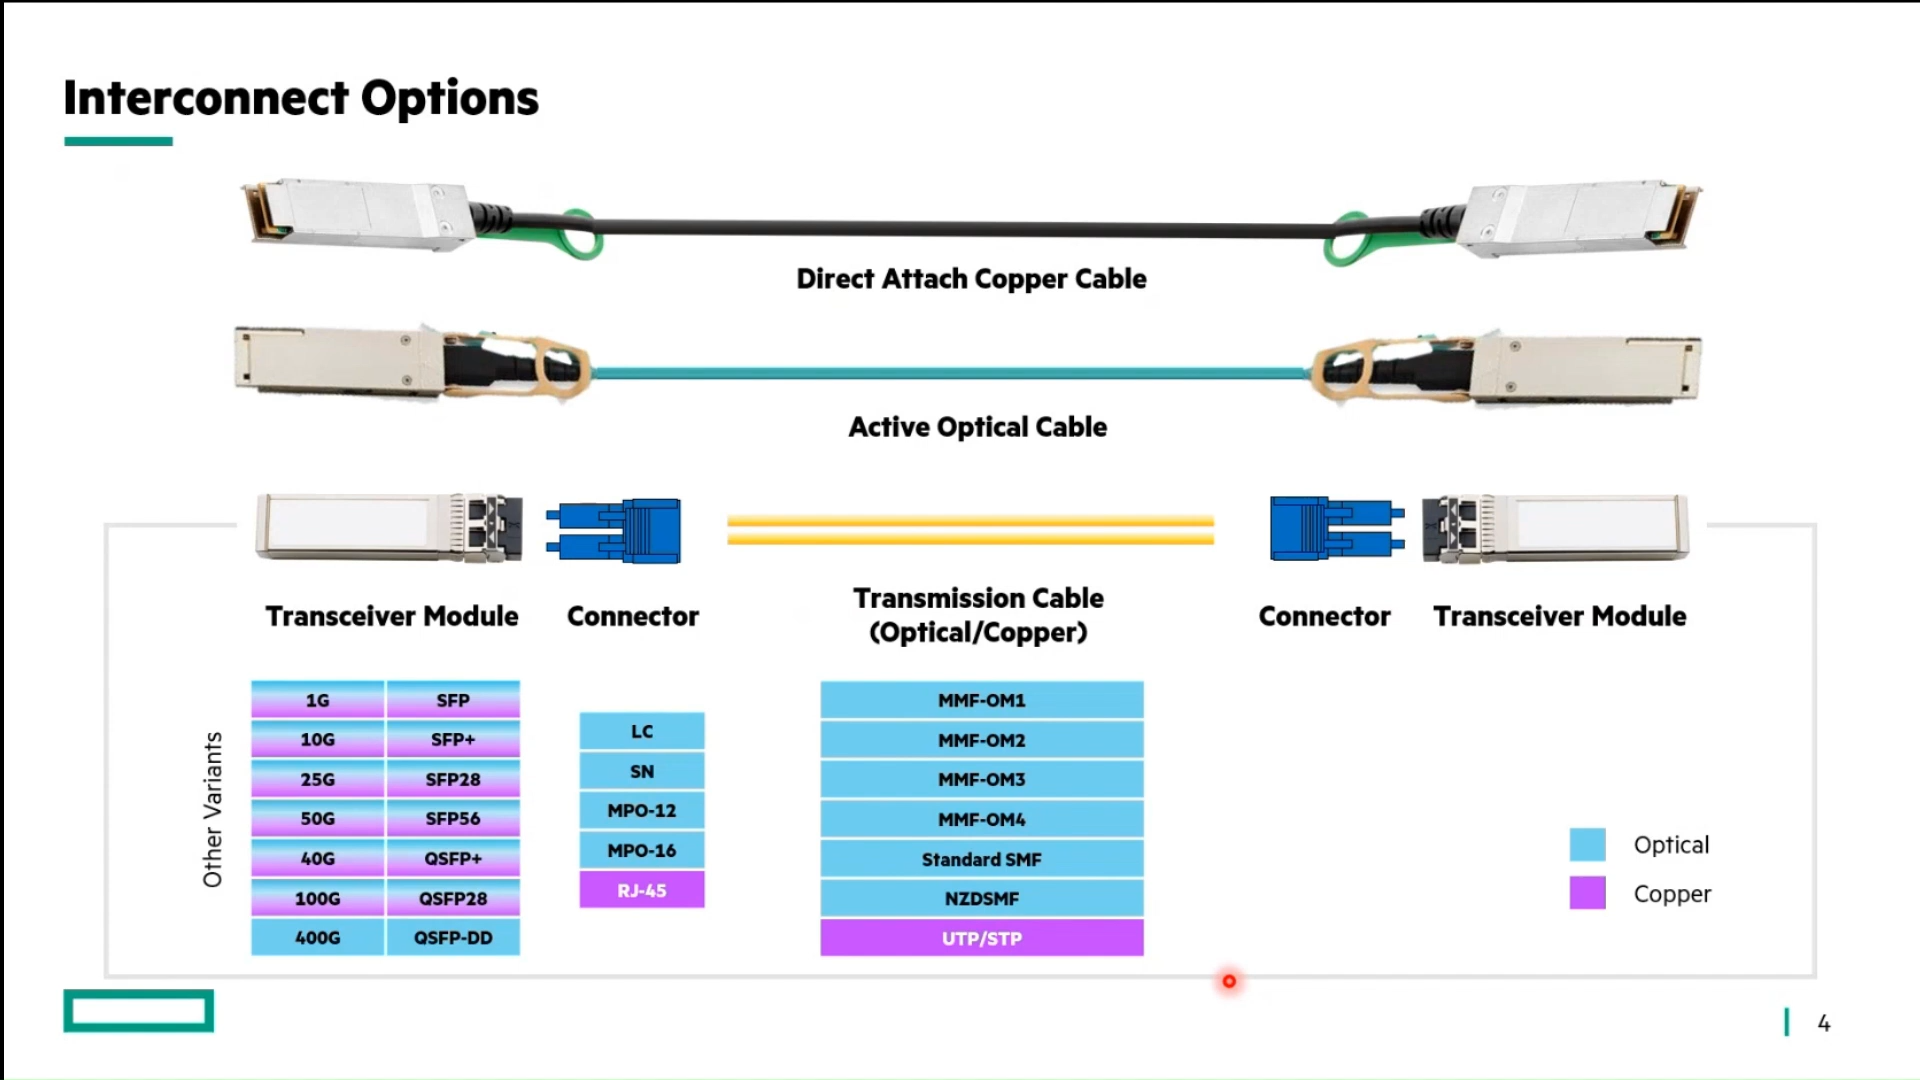 Interconnect Options
Direct Attach Copper Cable
Active Optical Cable
Transceiver Module
Connector
Transmission Cable
(Optical/Copper)
Connector
Transceiver Module
Other Variants
1G SFP
10G SFP+
25G SFP28
50G SFP56
40G QSFP+
100G QSFP28
400G QSFP-DD
LC
SN
MPO-12
MPO-16
RJ-45
MMF-OM1
MMF-OM2
MMF-OM3
MMF-OM4
Standard SMF
NZDSMF
UTP/STP
Optical
Copper
4